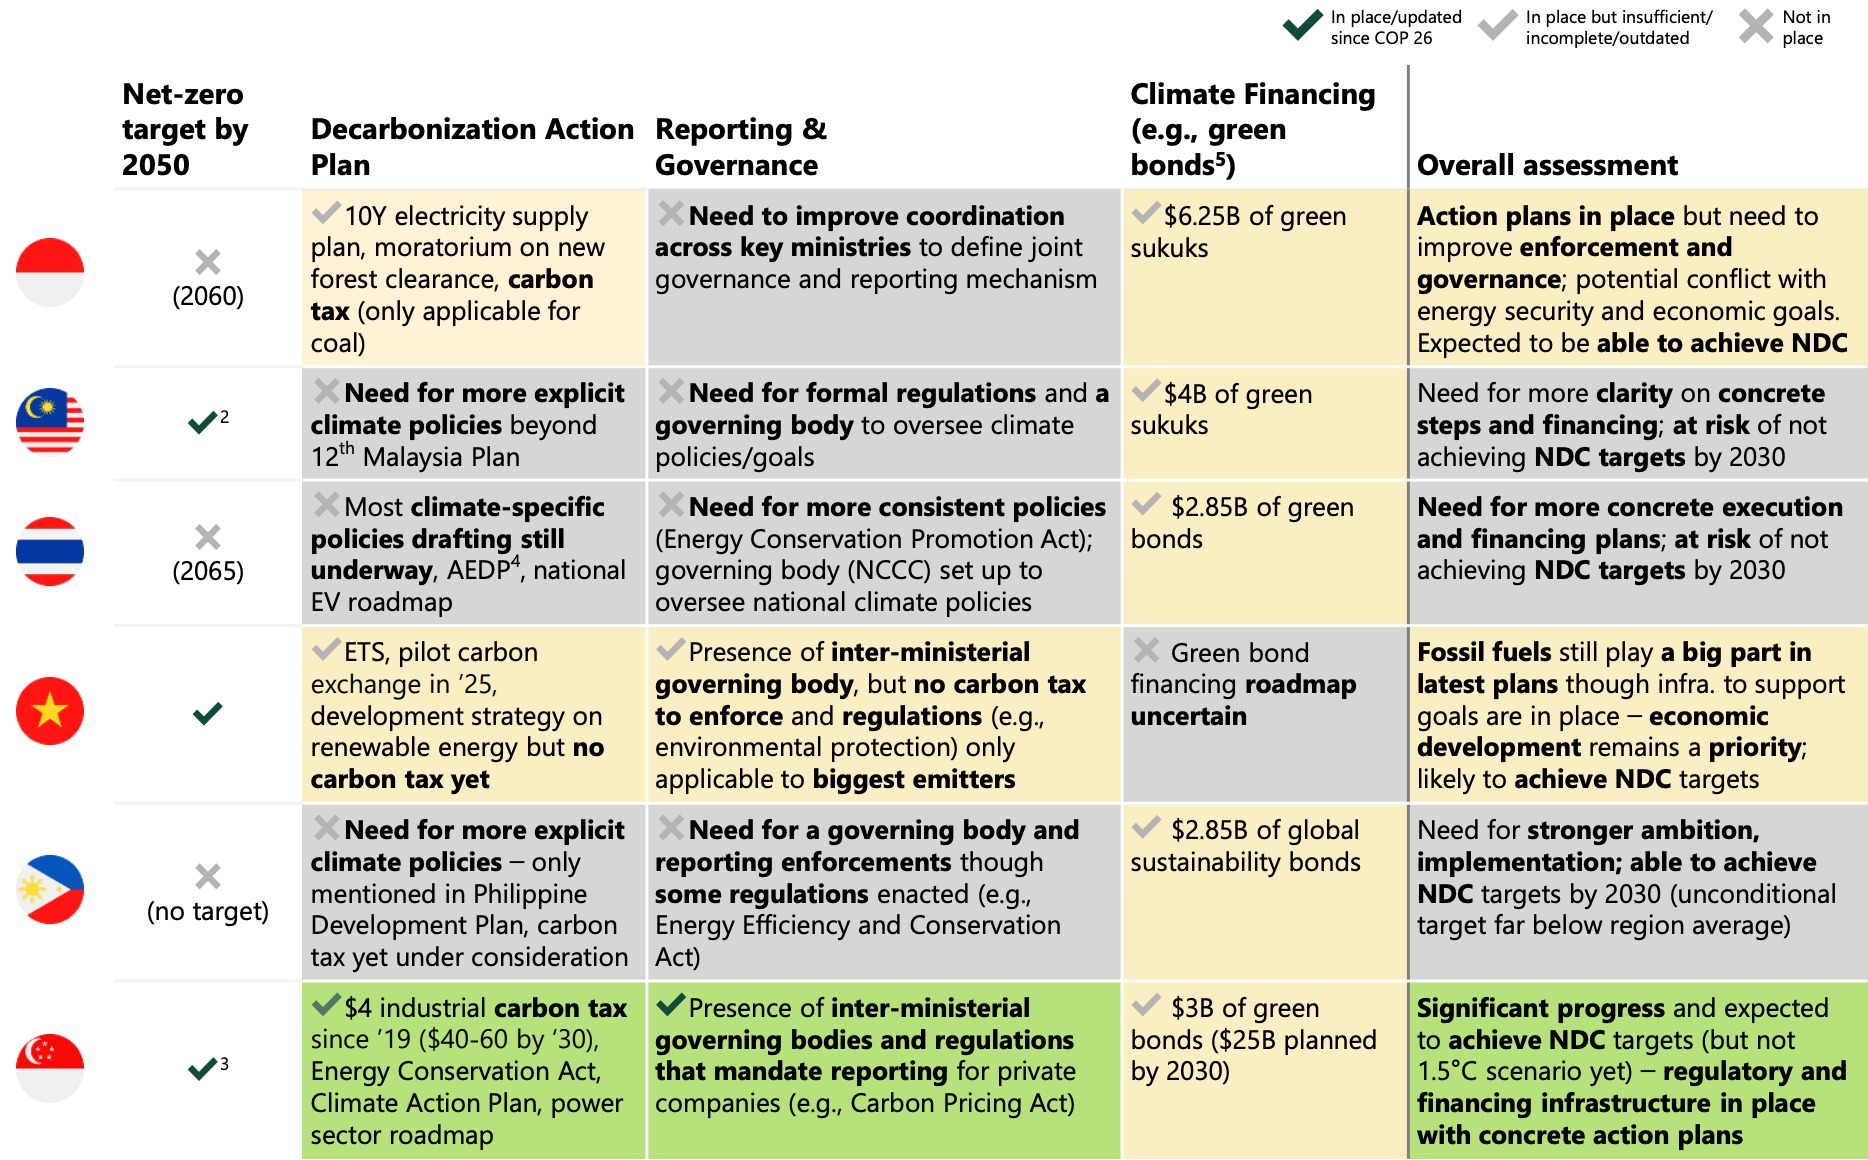 In place/updated
since COP 26
In place but insufficient/
incomplete/outdated
Not in
place
Net-zero
target by
2050
Decarbonization Action
Plan
Reporting &
Governance
Climate Financing
(e.g., green
bonds⁵)
Overall assessment
(2060)
10Y electricity supply
plan, moratorium on new
forest clearance, carbon
tax (only applicable for
coal)
Need to improve coordination
across key ministries to define joint
governance and reporting mechanism
$6.25B of green
sukuks
Action plans in place but need to
improve enforcement and
governance; potential conflict with
energy security and economic goals.
Expected to be able to achieve NDC
2
Need for more explicit
climate policies beyond
12th Malaysia Plan
Need for formal regulations and a
governing body to oversee climate
policies/goals
$4B of green
sukuks
Need for more clarity on concrete
steps and financing; at risk of not
achieving NDC targets by 2030
(2065)
Most climate-specific
policies drafting still
underway, AEDP⁴, national
EV roadmap
Need for more consistent policies
(Energy Conservation Promotion Act);
governing body (NCCC) set up to
oversee national climate policies
$2.85B of green
bonds
Need for more concrete execution
and financing plans; at risk of not
achieving NDC targets by 2030
ETS, pilot carbon
exchange in ’25,
development strategy on
renewable energy but no
carbon tax yet
Presence of inter-ministerial
governing body, but no carbon tax
to enforce and regulations (e.g.,
environmental protection) only
applicable to biggest emitters
Green bond
financing roadmap
uncertain
Fossil fuels still play a big part in
latest plans though infra. to support
goals are in place – economic
development remains a priority;
likely to achieve NDC targets
(no target)
Need for more explicit
climate policies – only
mentioned in Philippine
Development Plan, carbon
tax yet under consideration
Need for a governing body and
reporting enforcements though
some regulations enacted (e.g.,
Energy Efficiency and Conservation
Act)
$2.85B of global
sustainability bonds
Need for stronger ambition,
implementation; able to achieve
NDC targets by 2030 (unconditional
target far below region average)
3
$4 industrial carbon tax
since ’19 ($40-60 by ’30),
Energy Conservation Act,
Climate Action Plan, power
sector roadmap
Presence of inter-ministerial
governing bodies and regulations
that mandate reporting for private
companies (e.g., Carbon Pricing Act)
$3B of green
bonds ($25B planned
by 2030)
Significant progress and expected
to achieve NDC targets (but not
1.5°C scenario yet) – regulatory and
financing infrastructure in place
with concrete action plans